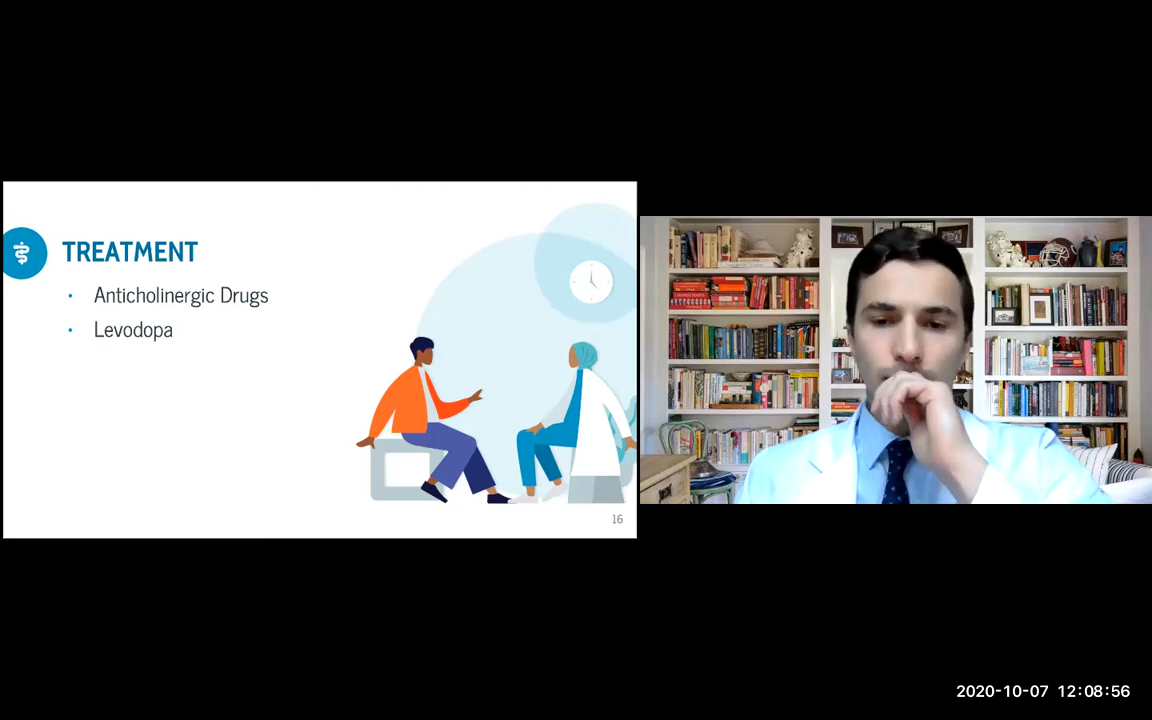 TREATMENT
• Anticholinergic Drugs
• Levodopa
16
2020-10-07 12:08:56